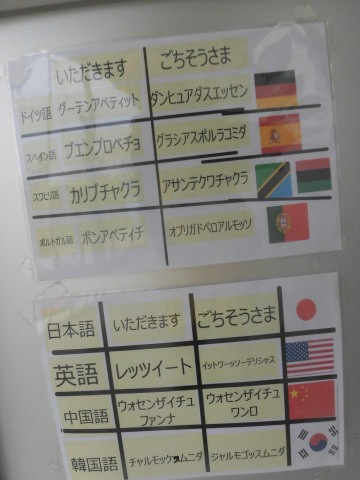 いただきます ごちそうさま
ドイツ語 グーテンアペティット ダンヒュアダスエッセン
スペイン語 ブエンプロベチョ グラシアスポルラコミダ
スワヒリ語 カリブチャクラ アサンテクワチャクラ
ポルトガル語 ボンアペティチ オブリガドペロアルモッソ
日本語 いただきます ごちそうさま
英語 レッツイート イットワーッソーデリシャス
中国語 ウォセンザイチュファンナ ウォセンザイチュワンロ
韓国語 チャルモッケスムニダ ジャルモゴッスムニダ